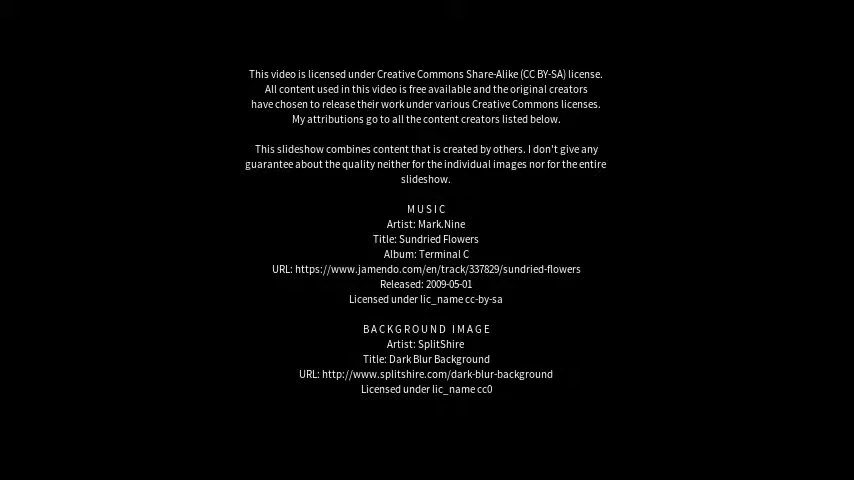 This video is licensed under Creative Commons Share-Alike (CC BY-SA) license.
All content used in this video is free available and the original creators
have chosen to release their work under various Creative Commons licenses.
My attributions go to all the content creators listed below.
This slideshow combines content that is created by others. I don't give any
guarantee about the quality neither for the individual images nor for the entire
slideshow.
MUSIC
Artist: Mark.Nine
Title: Sundried Flowers
Album: Terminal C
URL: https://www.jamendo.com/en/track/337829/sundried-flowers
Released: 2009-05-01
Licensed under lic_name cc-by-sa
BACKGROUND IMAGE
Artist: SplitShire
Title: Dark Blur Background
URL: http://www.splitshire.com/dark-blur-background
Licensed under lic_name cc0